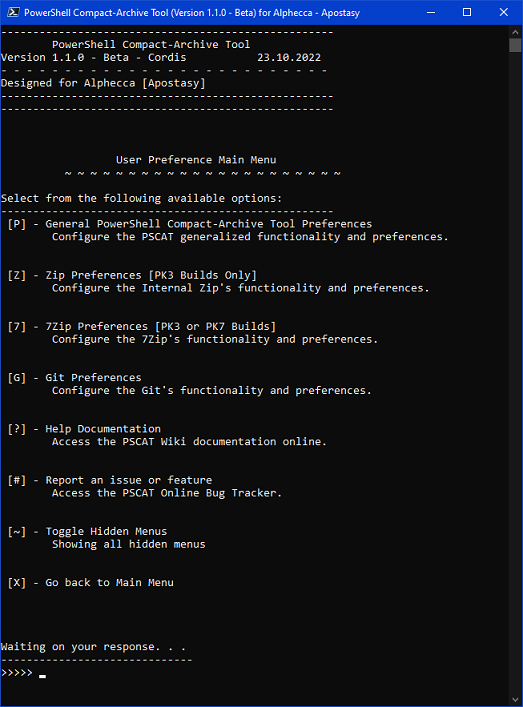 PowerShell Compact-Archive Tool (Version 1.1.0 - Beta) for Alphecca - Apostasy
-----------------------------------------------------
PowerShell Compact-Archive Tool
Version 1.1.0 - Beta - Cordis 23.10.2022
- - - - - - - - - - - - - - - - - - - - - - - - - -
Designed for Alphecca [Apostasy]
-----------------------------------------------------
-----------------------------------------------------
User Preference Main Menu
~ ~ ~ ~ ~ ~ ~ ~ ~ ~ ~ ~ ~ ~ ~ ~ ~ ~ ~ ~ ~ ~
Select from the following available options:
-----------------------------------------------------
[P] - General PowerShell Compact-Archive Tool Preferences
Configure the PSCAT generalized functionality and preferences.
[Z] - Zip Preferences [PK3 Builds Only]
Configure the Internal Zip's functionality and preferences.
[7] - 7Zip Preferences [PK3 or PK7 Builds]
Configure the 7Zip's functionality and preferences.
[G] - Git Preferences
Configure the Git's functionality and preferences.
[?] - Help Documentation
Access the PSCAT Wiki documentation online.
[#] - Report an issue or feature
Access the PSCAT Online Bug Tracker.
[~] - Toggle Hidden Menus
Showing all hidden menus
[X] - Go back to Main Menu
Waiting on your response. . .
------------------------------
>>>>> _